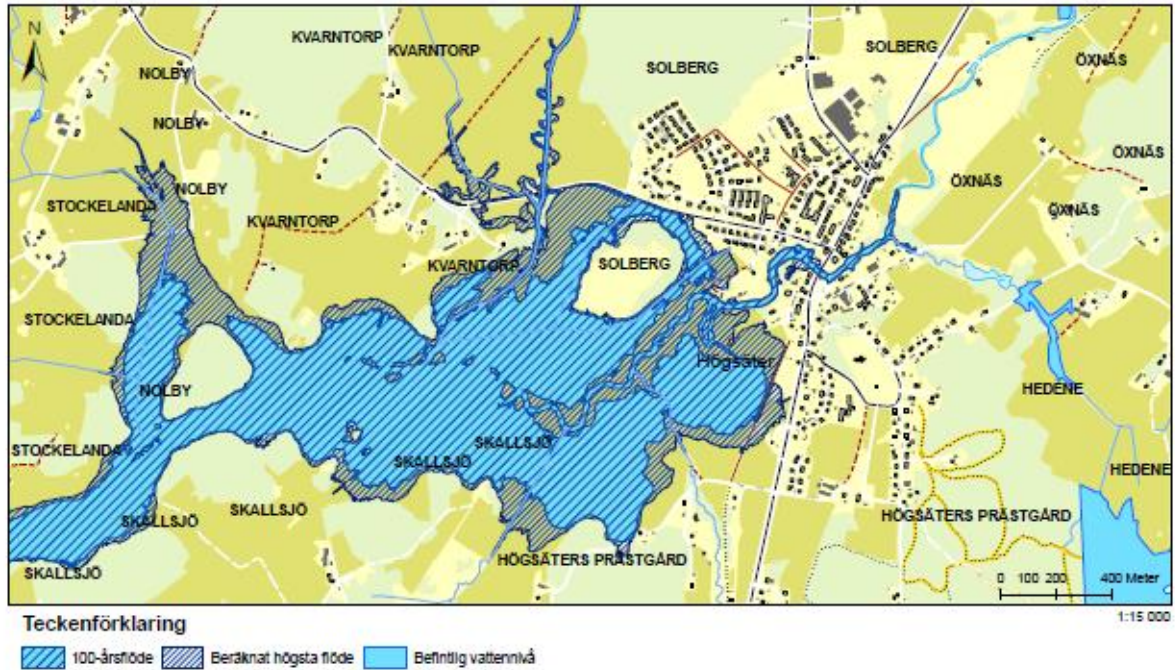 N
KVARNTORP
KVARNTORP
SOLBERG
SOLBERG
ÖXNÄS
NOLBY
NOLBY
ÖXNÄS
NOLBY
ÖXNÄS
STOCKELANDA
ÖXNÄS
KVARNTORP
KVARNTORP
SOLBERG
STOCKELANDA
Högsäter
NOLBY
HEDENE
STOCKELANDA
SKALLSJÖ
SKALLSJÖ
HEDENE
SKALLSJÖ
SKALLSJÖ
HÖGSÄTERS PRÄSTGÅRD
HÖGSÄTERS PRÄSTGÅRD
SKALLSJÖ
0 100 200 400 Meter
1:15 000
Teckenförklaring
100-årsflöde Beräknat högsta flöde Befintlig vattennivå